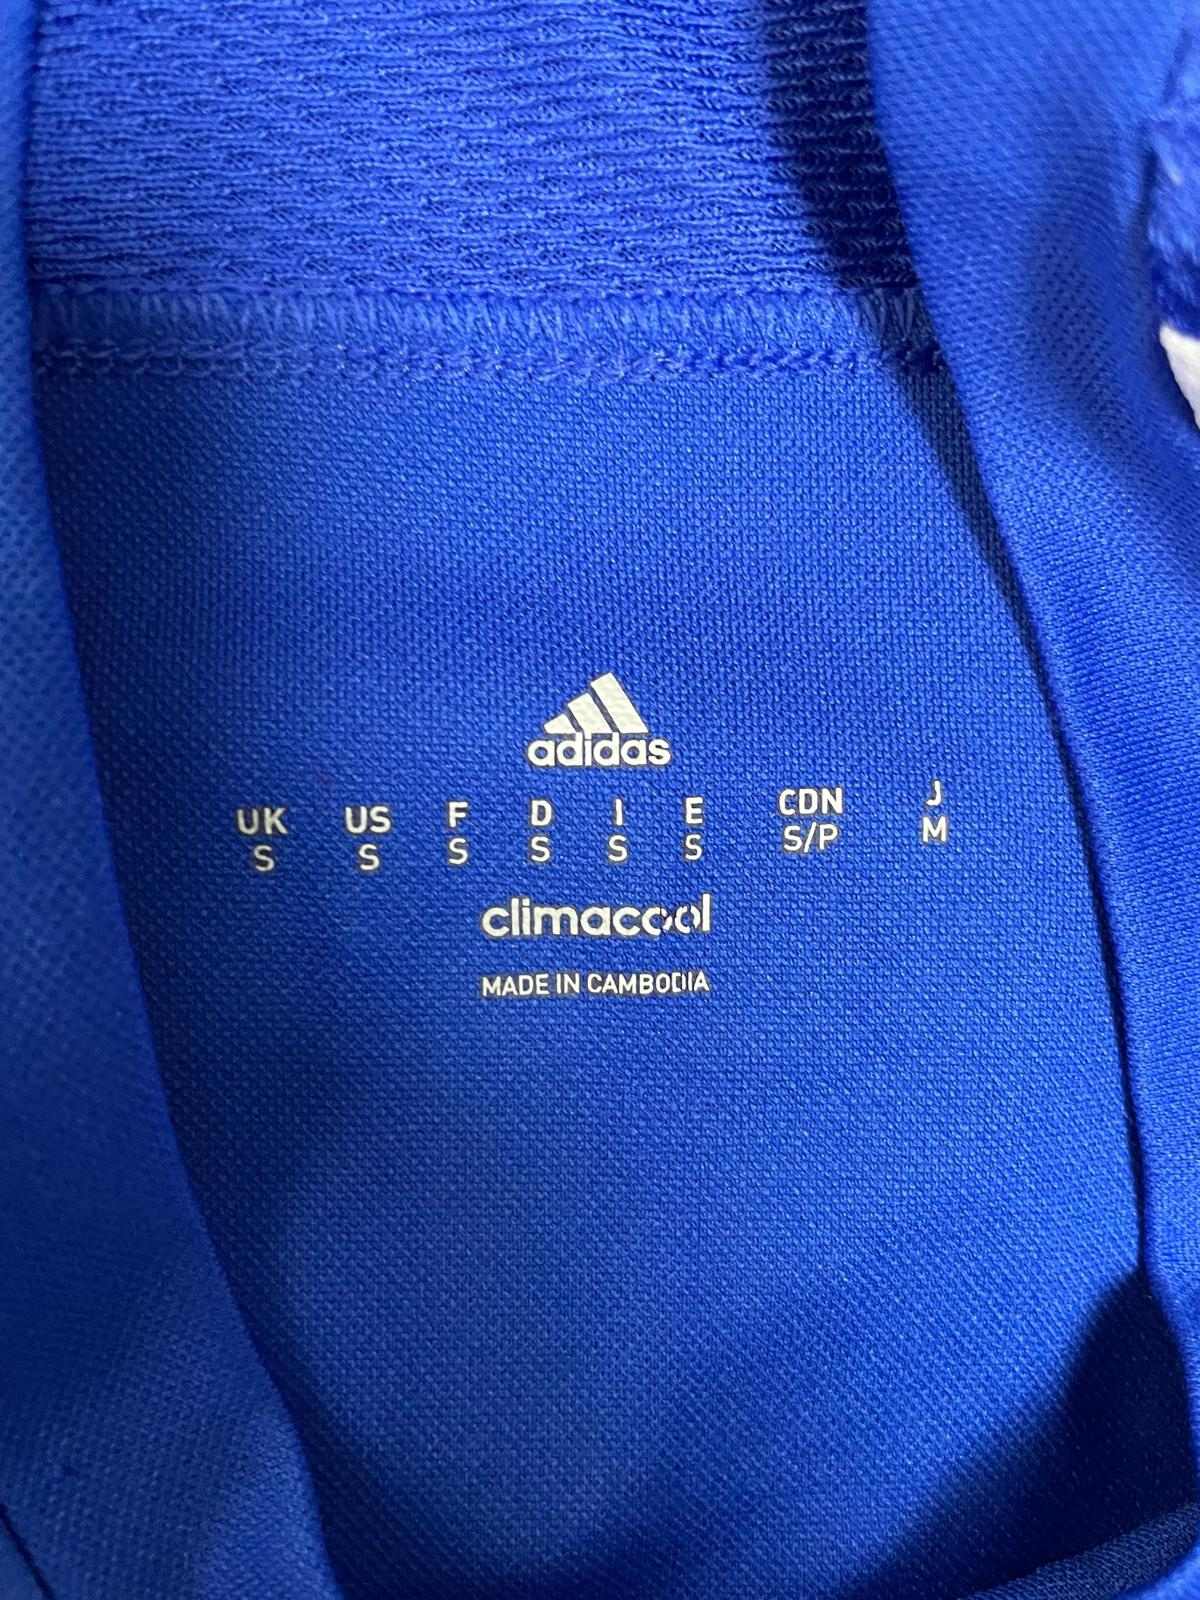 adidas
UK US F D I E CDN J
S S S S S S S/P M
climacool
MADE IN CAMBODIA